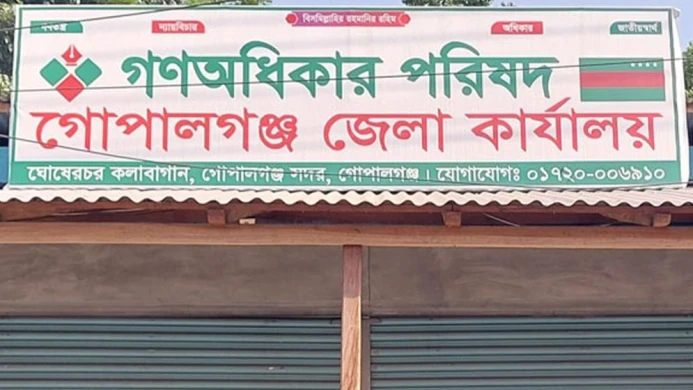 গণতন্ত্র ন্যায়বিচার বিসমিল্লাহির রহমানির রহিম অধিকার জাতীয়স্বার্থ
গণঅধিকার পরিষদ
গোপালগঞ্জ জেলা কার্যালয়
ঘোষেরচর কলাবাগান, গোপালগঞ্জ সদর, গোপালগঞ্জ। যোগাযোগঃ ০১৭২০-০০৬৯১০